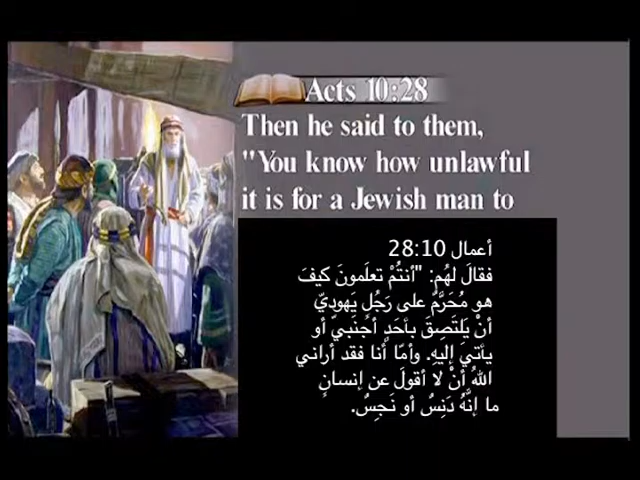 Acts 10:28
Then he said to them,
"You know how unlawful
it is for a Jewish man to
أعمال 28:10
فقالَ لهُم: "أنتُمْ تعلَمونَ كيفَ
هو مُحَرَّمٌ على رَجُلٍ يَهوديّ
أنْ يَلتَصِقَ بأحَدٍ أجنَبيّ أو
يأتيَ إليهِ. وأمّا أنا فقد أراني
اللهُ أنْ لا أقولَ عن إنسانٍ
ما إنَّهُ دَنِسٌ أو نَجِسٌ.